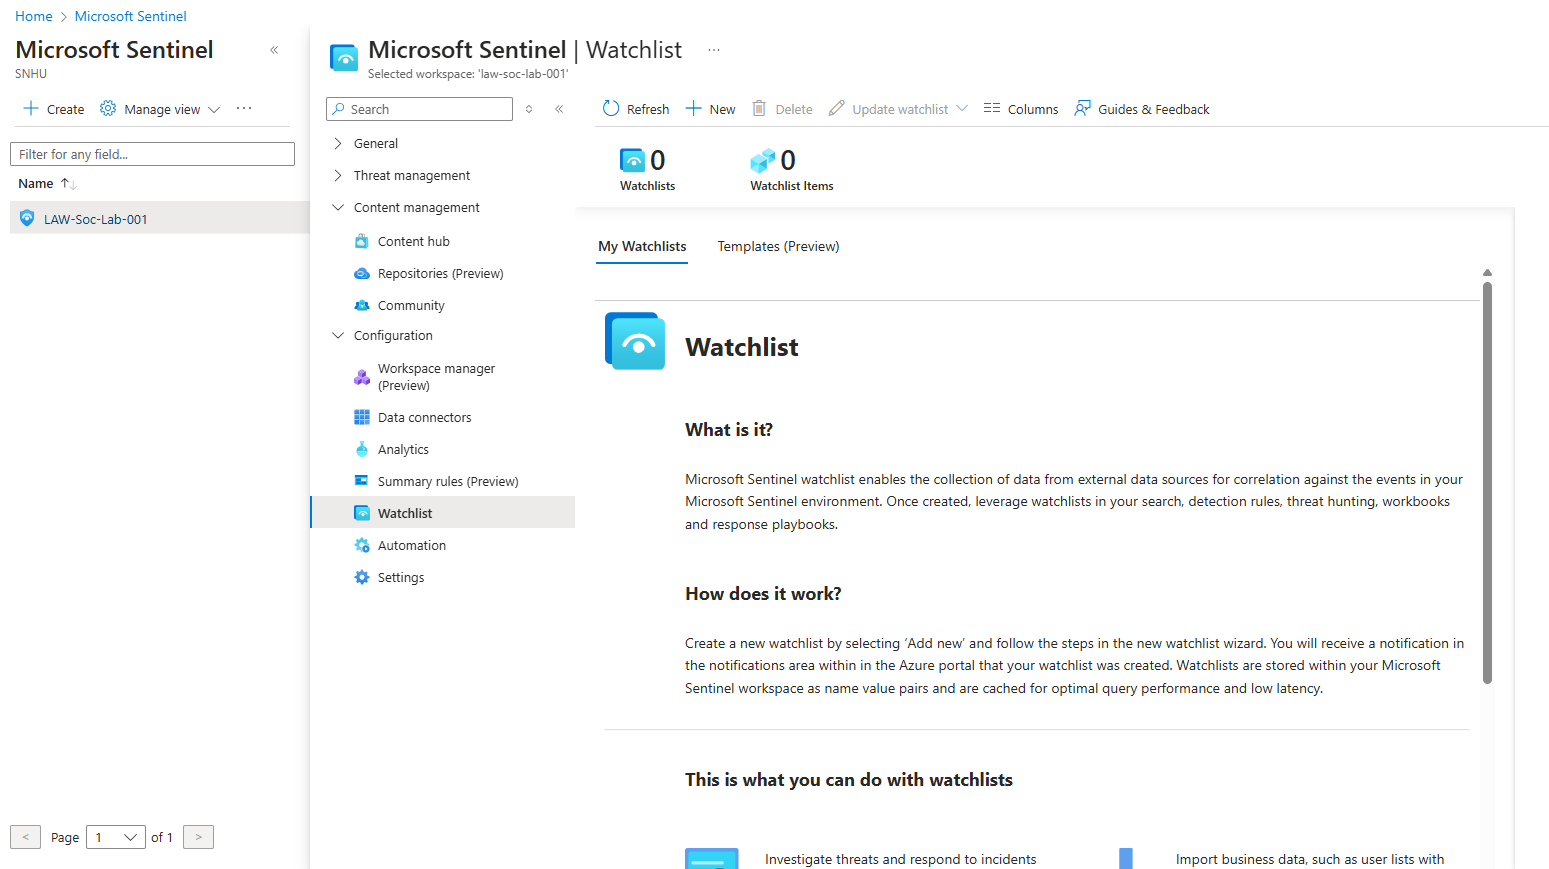 Home > Microsoft Sentinel
Microsoft Sentinel «
SNHU
Create Manage view ...
Filter for any field...
Name ↑↓
LAW-Soc-Lab-001
< Page 1 of 1 >
Microsoft Sentinel | Watchlist ...
Selected workspace: 'law-soc-lab-001'
Search «
General
Threat management
Content management
Content hub
Repositories (Preview)
Community
Configuration
Workspace manager
(Preview)
Data connectors
Analytics
Summary rules (Preview)
Watchlist
Automation
Settings
Refresh New Delete Update watchlist Columns Guides & Feedback
0 0
Watchlists Watchlist Items
My Watchlists Templates (Preview)
Watchlist
What is it?
Microsoft Sentinel watchlist enables the collection of data from external data sources for correlation against the events in your
Microsoft Sentinel environment. Once created, leverage watchlists in your search, detection rules, threat hunting, workbooks
and response playbooks.
How does it work?
Create a new watchlist by selecting ‘Add new’ and follow the steps in the new watchlist wizard. You will receive a notification in
the notifications area within in the Azure portal that your watchlist was created. Watchlists are stored within your Microsoft
Sentinel workspace as name value pairs and are cached for optimal query performance and low latency.
This is what you can do with watchlists
Investigate threats and respond to incidents Import business data, such as user lists with